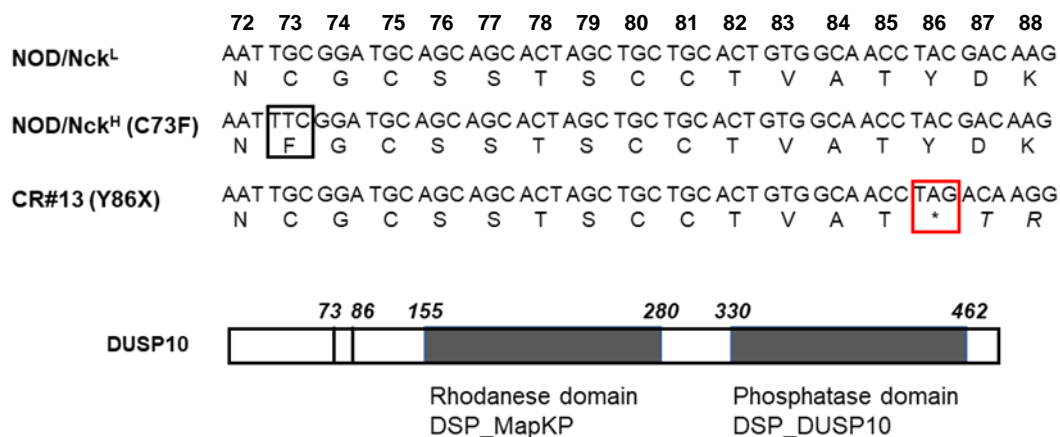 72 73 74 75 76 77 78 79 80 81 82 83 84 85 86 87 88
NOD/Nckᴸ AAT TGC GGA TGC AGC AGC ACT AGC TGC TGC ACT GTG GCA ACC TAC GAC AAG
N C G C S S T S C C T V A T Y D K
NOD/Nckᴴ (C73F) AAT TTC GGA TGC AGC AGC ACT AGC TGC TGC ACT GTG GCA ACC TAC GAC AAG
N F G C S S T S C C T V A T Y D K
CR#13 (Y86X) AAT TGC GGA TGC AGC AGC ACT AGC TGC TGC ACT GTG GCA ACC TAG ACA AGG
N C G C S S T S C C T V A T * T R
73 86 155 280 330 462
DUSP10
Rhodanese domain Phosphatase domain
DSP_MapKP DSP_DUSP10